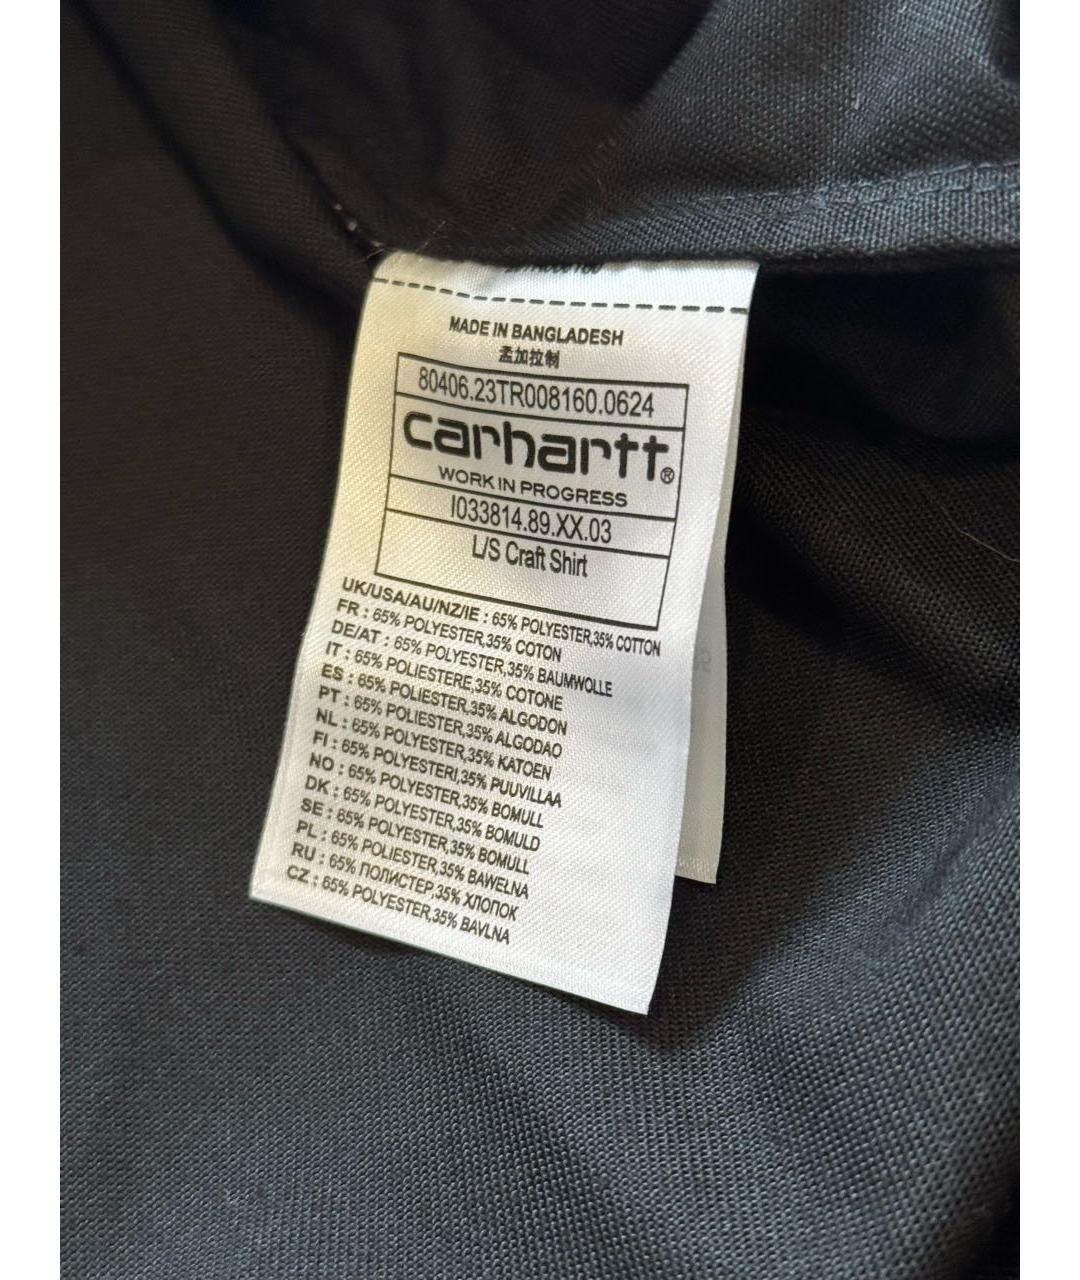 MADE IN BANGLADESH
孟加拉制
80406.23TR008160.0624
carhartt®
WORK IN PROGRESS
I033814.89.XX.03
L/S Craft Shirt
UK/USA/AU/NZ/IE : 65% POLYESTER,35% COTTON
FR : 65% POLYESTER,35% COTON
DE/AT : 65% POLYESTER,35% BAUMWOLLE
IT : 65% POLIESTERE,35% COTONE
ES : 65% POLIESTER,35% ALGODON
PT : 65% POLIESTER,35% ALGODAO
NL : 65% POLYESTER,35% KATOEN
FI : 65% POLYESTERI,35% PUUVILLAA
NO : 65% POLYESTER,35% BOMULL
DK : 65% POLYESTER,35% BOMULD
SE : 65% POLYESTER,35% BOMULL
PL : 65% POLIESTER,35% BAWEŁNA
RU : 65% ПОЛИСТЕР,35% ХЛОПОК
CZ : 65% POLYESTER,35% BAVLNA